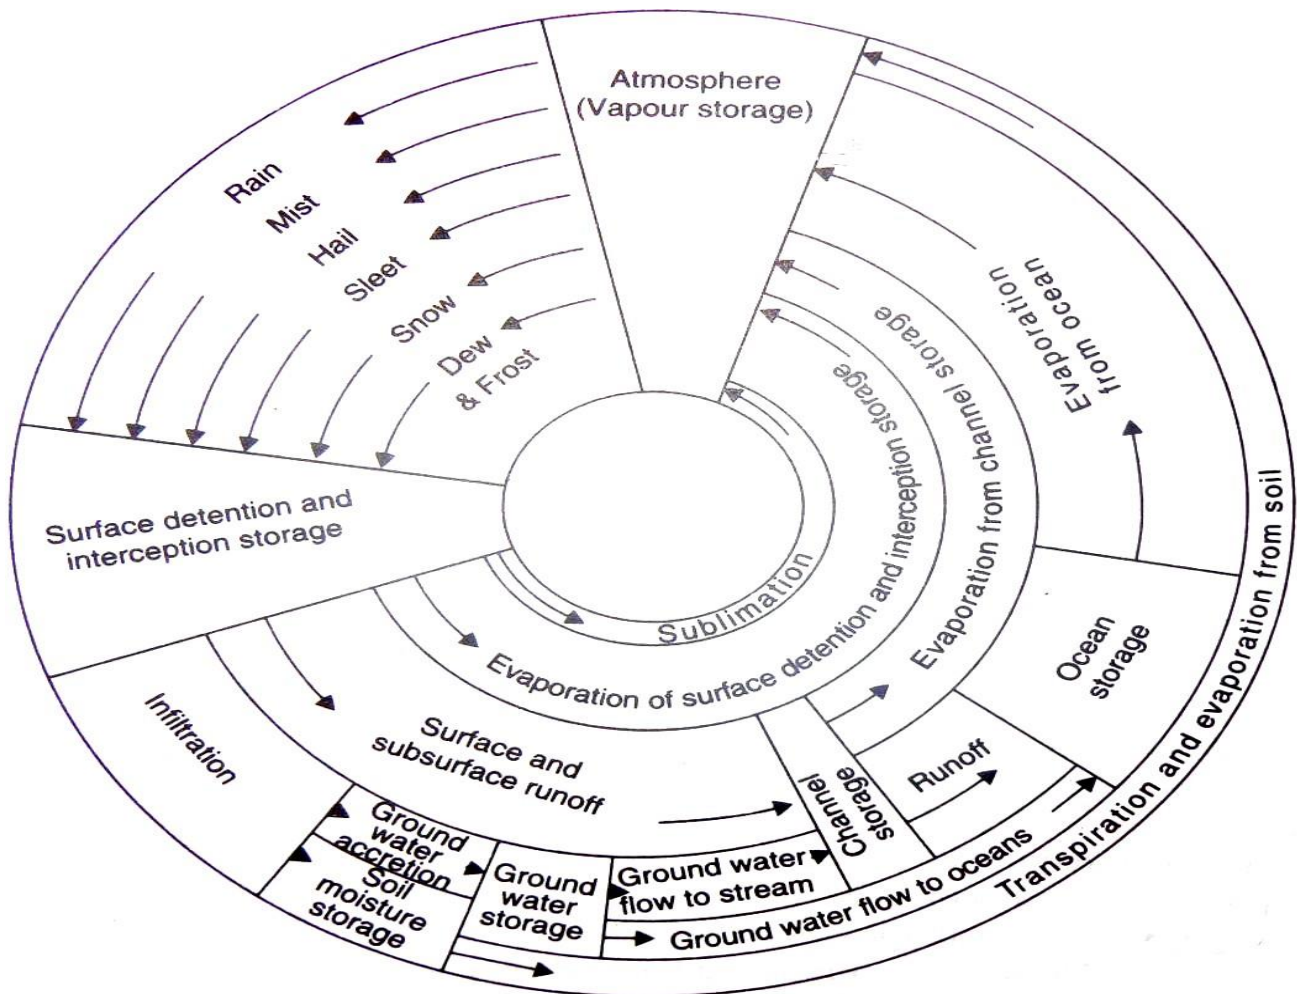 Atmosphere
(Vapour storage)
Rain
Mist
Hail
Sleet
Snow
Dew
& Frost
Surface detention and
interception storage
Infiltration
Surface and
subsurface runoff
Ground
water
accretion
Soil
moisture
storage
Ground
water
storage
Ground water
flow to stream
Ground water flow to oceans
Channel
storage
Runoff
Ocean
storage
Evaporation
from ocean
Evaporation from channel storage
Evaporation of surface detention and interception storage
Sublimation
Transpiration and evaporation from soil